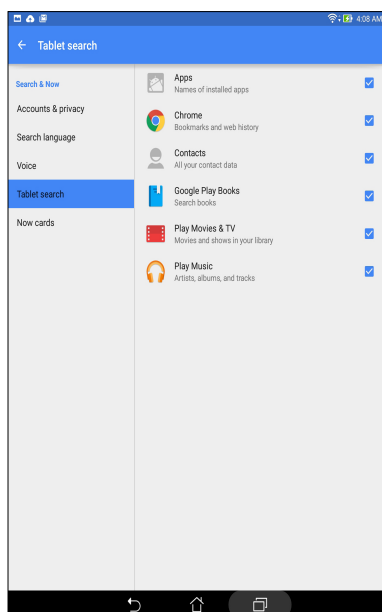 4:08 AM
Tablet search
Search & Now
Accounts & privacy
Search language
Voice
Tablet search
Now cards
Apps
Names of installed apps
Chrome
Bookmarks and web history
Contacts
All your contact data
Google Play Books
Search books
Play Movies & TV
Movies and shows in your library
Play Music
Artists, albums, and tracks